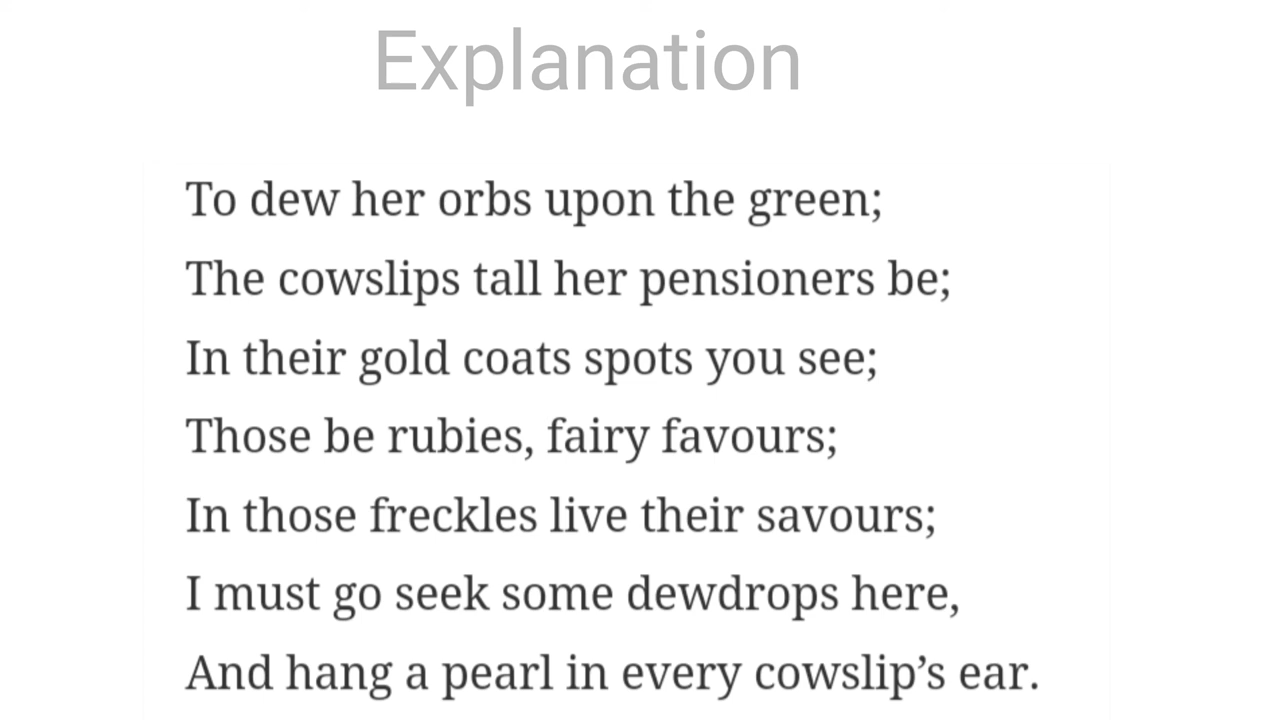 Explanation
To dew her orbs upon the green;
The cowslips tall her pensioners be;
In their gold coats spots you see;
Those be rubies, fairy favours;
In those freckles live their savours;
I must go seek some dewdrops here,
And hang a pearl in every cowslip’s ear.